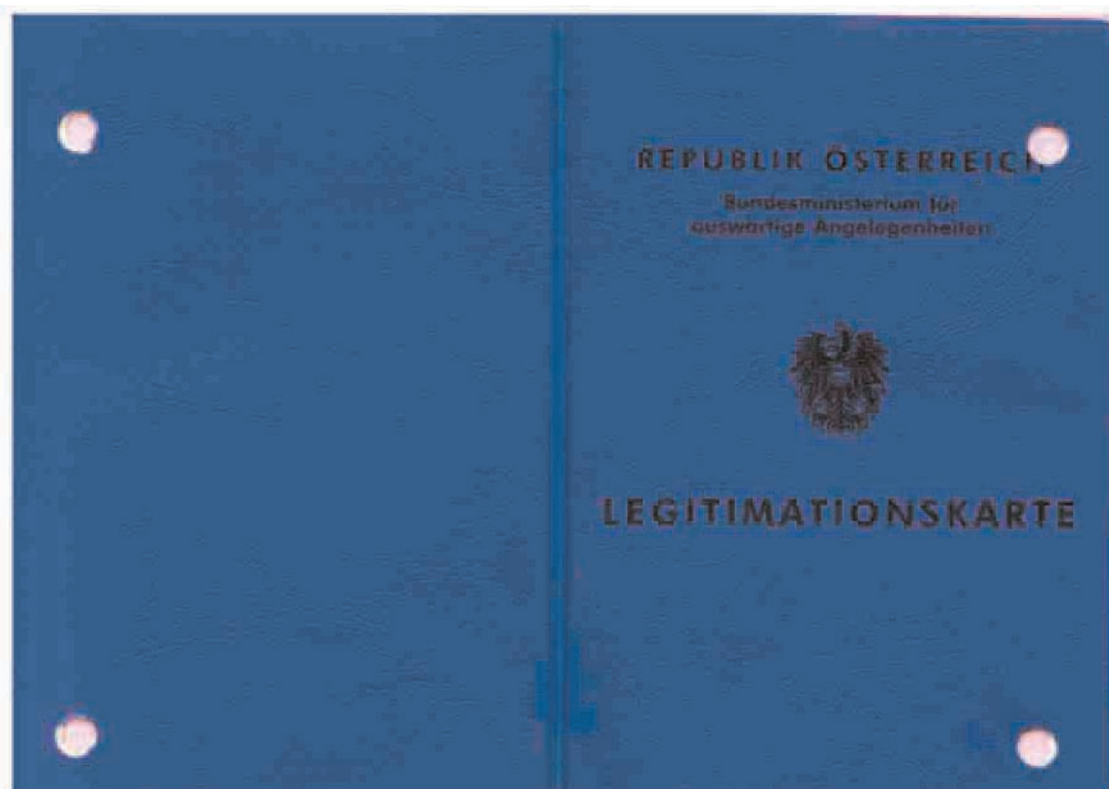 REPUBLIK ÖSTERREICH
Bundesministerium für
auswärtige Angelegenheiten
LEGITIMATIONSKARTE